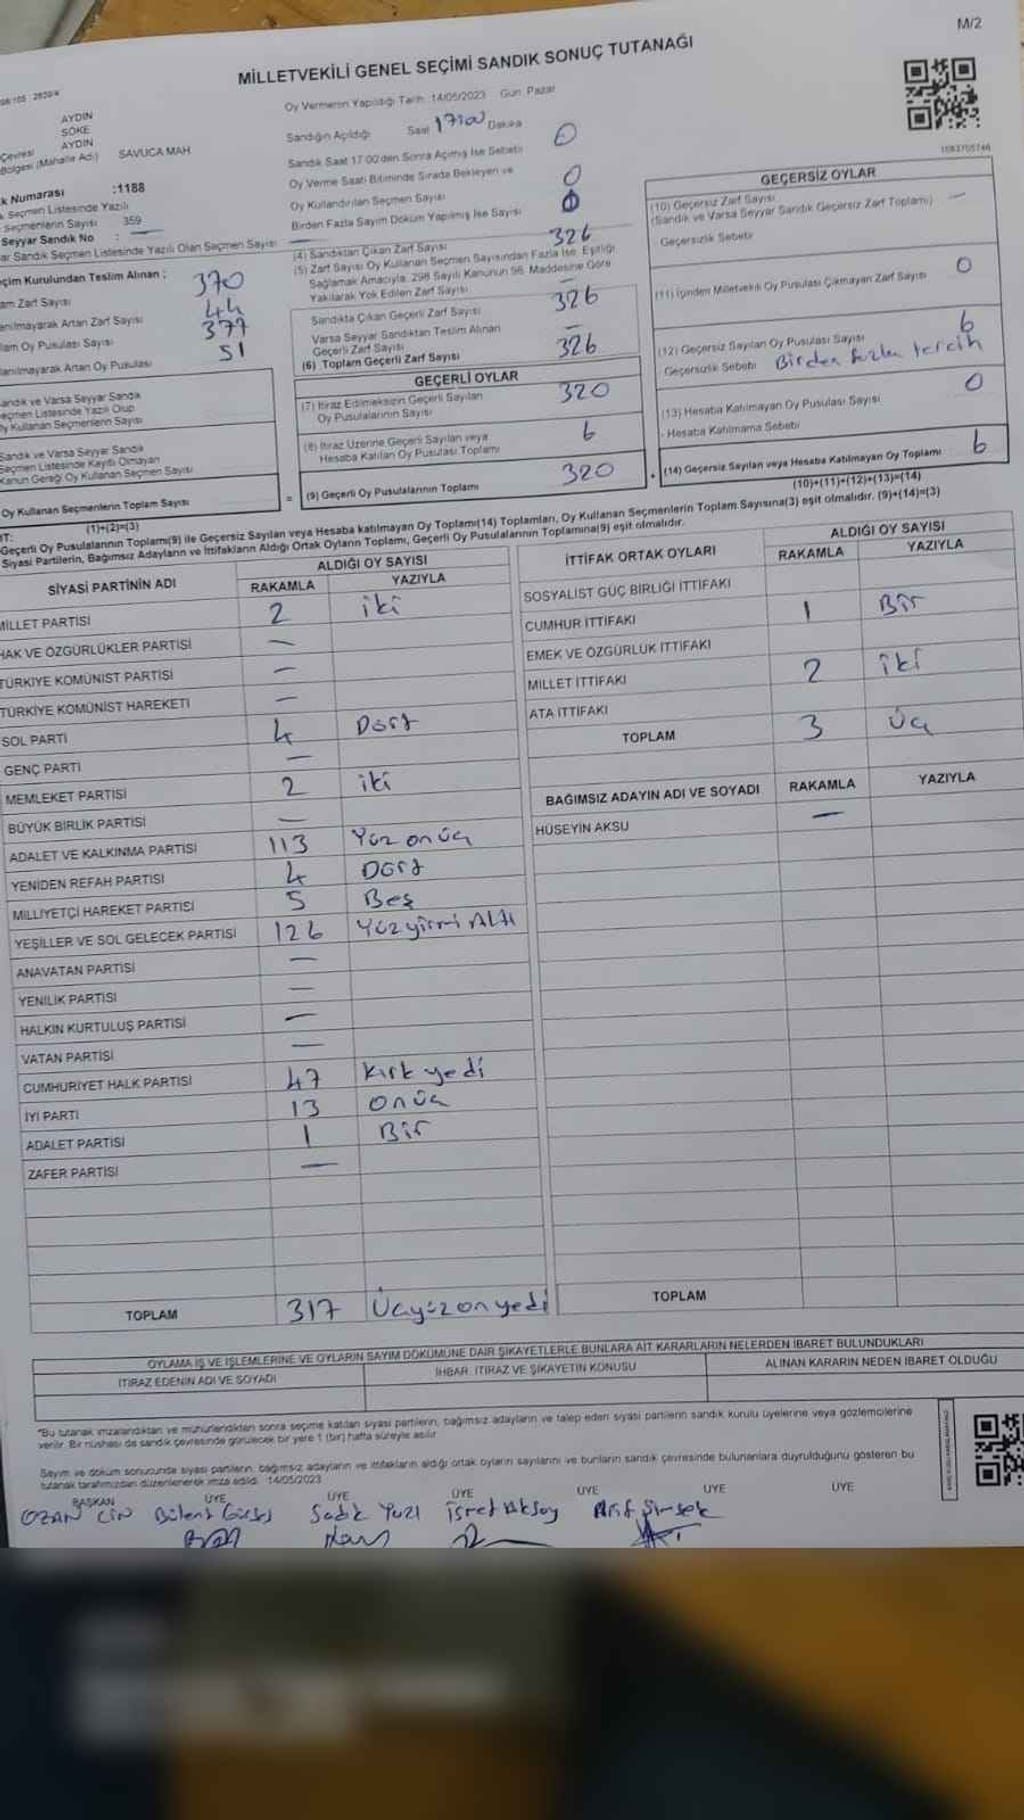 M/2
MİLLETVEKİLİ GENEL SEÇİMİ SANDIK SONUÇ TUTANAĞI
AYDIN
SÖKE
AYDIN
Bölgesi (Mahalle Adı) SAVUCA MAH
Oy Vermenin Yapıldığı Tarih :14/05/2023 Gün: Pazar
Sandığın Açıldığı Saat 17:00 Dakika
Sandık Saat 17:00'den Sonra Açılmış İse Sebebi 0
Oy Verme Saati Bitiminde Sırada Bekleyen ve
Oy Kullandırılan Seçmen Sayısı 0
Birden Fazla Sayım Döküm Yapılmış İse Sayısı 0
k Numarası :1188
Seçmen Listesinde Yazılı
Seçmenlerin Sayısı 359
Seyyar Sandık No : —
ar Sandık Seçmen Listesinde Yazılı Olan Seçmen Sayısı —
çim Kurulundan Teslim Alınan :
am Zarf Sayısı 370
anılmayarak Artan Zarf Sayısı 44
lam Oy Pusulası Sayısı 377
lanılmayarak Artan Oy Pusulası 51
andık ve Varsa Seyyar Sandık
eçmen Listesinde Yazılı Olup
Oy Kullanan Seçmenlerin Sayısı
Sandık ve Varsa Seyyar Sandık
Seçmen Listesinde Kayıtlı Olmayan
Kanun Gereği Oy Kullanan Seçmen Sayısı
Oy Kullanan Seçmenlerin Toplam Sayısı
(1)+(2)=(3)
(4) Sandıktan Çıkan Zarf Sayısı 326
(5) Zarf Sayısı Oy Kullanan Seçmen Sayısından Fazla İse, Eşitliği
Sağlamak Amacıyla, 298 Sayılı Kanunun 98. Maddesine Göre
Yakılarak Yok Edilen Zarf Sayısı —
Sandıkta Çıkan Geçerli Zarf Sayısı 326
Varsa Seyyar Sandıktan Teslim Alınan
Geçerli Zarf Sayısı —
(6) Toplam Geçerli Zarf Sayısı 326
GEÇERLİ OYLAR
(7) İtiraz Edilmeksizin Geçerli Sayılan
Oy Pusulalarının Sayısı 320
(8) İtiraz Üzerine Geçerli Sayılan veya
Hesaba Katılan Oy Pusulası Toplamı 6
= (9) Geçerli Oy Pusulalarının Toplamı 320
1083705746
GEÇERSİZ OYLAR
(10) Geçersiz Zarf Sayısı
(Sandık ve Varsa Seyyar Sandık Geçersiz Zarf Toplamı) —
Geçersizlik Sebebi
(11) İçinden Milletvekili Oy Pusulası Çıkmayan Zarf Sayısı 0
(12) Geçersiz Sayılan Oy Pusulası Sayısı 6
Geçersizlik Sebebi Birden fazla tercih
(13) Hesaba Katılmayan Oy Pusulası Sayısı 0
- Hesaba Katılmama Sebebi
+ (14) Geçersiz Sayılan veya Hesaba Katılmayan Oy Toplamı 6
(10)+(11)+(12)+(13)=(14)
Geçerli Oy Pusulalarının Toplamı(9) ile Geçersiz Sayılan veya Hesaba katılmayan Oy Toplamı(14) Toplamları, Oy Kullanan Seçmenlerin Toplam Sayısına(3) eşit olmalıdır. (9)+(14)=(3)
Siyasi Partilerin, Bağımsız Adayların ve İttifakların Aldığı Ortak Oyların Toplamı, Geçerli Oy Pusulalarının Toplamına(9) eşit olmalıdır.
SİYASİ PARTİNİN ADI ALDIĞI OY SAYISI
RAKAMLA YAZIYLA
MİLLET PARTİSİ 2 iki
HAK VE ÖZGÜRLÜKLER PARTİSİ —
TÜRKİYE KOMÜNİST PARTİSİ —
TÜRKİYE KOMÜNİST HAREKETİ —
SOL PARTİ 4 Dört
GENÇ PARTİ —
MEMLEKET PARTİSİ 2 iki
BÜYÜK BİRLİK PARTİSİ —
ADALET VE KALKINMA PARTİSİ 113 Yüz onüç
YENİDEN REFAH PARTİSİ 4 Dört
MİLLİYETÇİ HAREKET PARTİSİ 5 Beş
YEŞİLLER VE SOL GELECEK PARTİSİ 126 Yüzyirmi Altı
ANAVATAN PARTİSİ —
YENİLİK PARTİSİ —
HALKIN KURTULUŞ PARTİSİ —
VATAN PARTİSİ —
CUMHURİYET HALK PARTİSİ 47 Kırk yedi
İYİ PARTİ 13 onüç
ADALET PARTİSİ 1 Bir
ZAFER PARTİSİ —
TOPLAM 317 Üçyüzonyedi
İTTİFAK ORTAK OYLARI ALDIĞI OY SAYISI
RAKAMLA YAZIYLA
SOSYALİST GÜÇ BİRLİĞİ İTTİFAKI
CUMHUR İTTİFAKI 1 Bir
EMEK VE ÖZGÜRLÜK İTTİFAKI
MİLLET İTTİFAKI 2 iki
ATA İTTİFAKI
TOPLAM 3 Üç
BAĞIMSIZ ADAYIN ADI VE SOYADI RAKAMLA YAZIYLA
HÜSEYİN AKSU —
TOPLAM
OYLAMA İŞ VE İŞLEMLERİNE VE OYLARIN SAYIM DÖKÜMÜNE DAİR ŞİKAYETLERLE BUNLARA AİT KARARLARIN NELERDEN İBARET BULUNDUKLARI
İTİRAZ EDENİN ADI VE SOYADI İHBAR, İTİRAZ VE ŞİKAYETİN KONUSU ALINAN KARARIN NEDEN İBARET OLDUĞU
"Bu tutanak imzalandıktan ve mühürlendikten sonra seçime katılan siyasi partilerin, bağımsız adayların ve talep eden siyasi partilerin sandık kurulu üyelerine veya gözlemcilerine
verilir. Bir nüshası da sandık çevresinde görülecek bir yere 1 (bir) hafta süreyle asılır.
Sayım ve döküm sonucunda siyasi partilerin, bağımsız adayların ve ittifakların aldığı ortak oyların sayılarını ve bunların sandık çevresinde bulunanlara duyrulduğunu gösteren bu
tutanak tarafımızdan düzenlenerek imza edildi. 14/05/2023
BAŞKAN ÜYE ÜYE ÜYE ÜYE ÜYE ÜYE
OZAN CİN Sadık Yuzi İsmet Aksoy Arif Şimşek